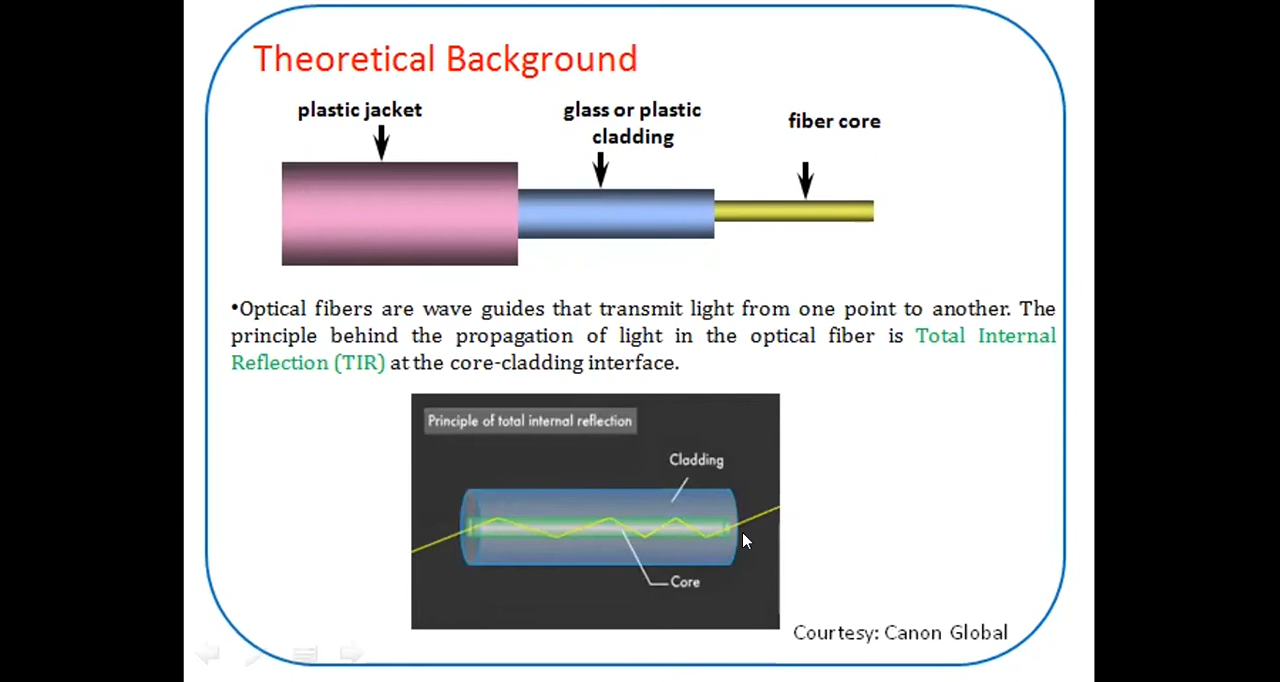 Theoretical Background
plastic jacket
glass or plastic
cladding
fiber core
•Optical fibers are wave guides that transmit light from one point to another. The
principle behind the propagation of light in the optical fiber is Total Internal
Reflection (TIR) at the core-cladding interface.
Principle of total internal reflection
Cladding
Core
Courtesy: Canon Global